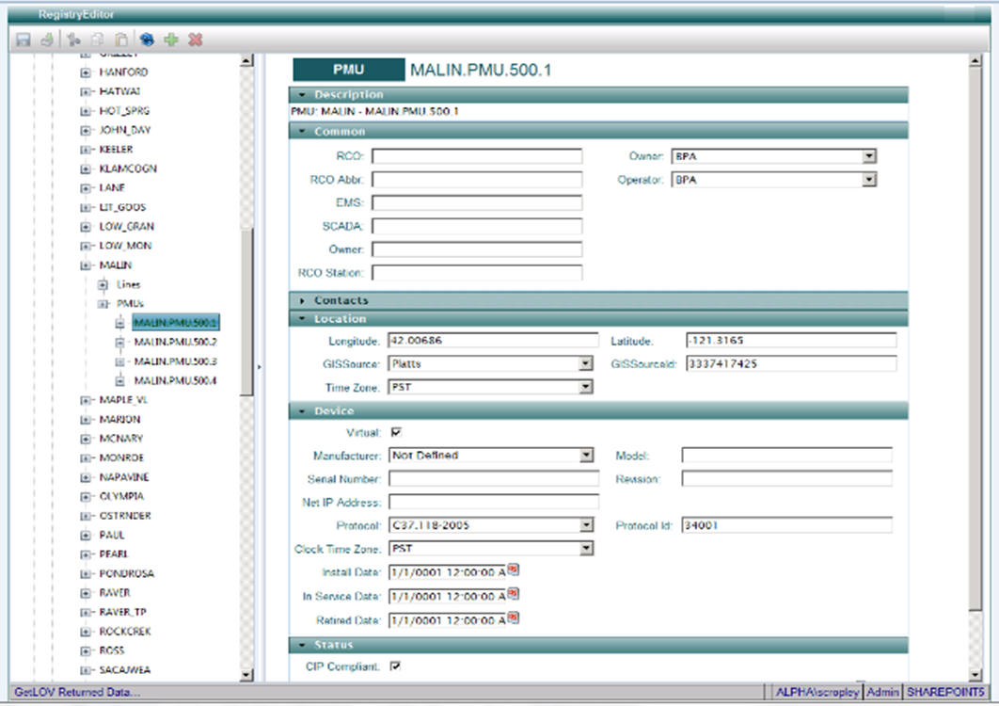 RegistryEditor
HANFORD
HATWAI
HOT_SPRG
JOHN_DAY
KEELER
KLAMCOGN
LANE
LIT_GOOS
LOW_GRAN
LOW_MON
MALIN
Lines
PMUs
MALIN.PMU.500.1
MALIN.PMU.500.2
MALIN.PMU.500.3
MALIN.PMU.500.4
MAPLE_VL
MARION
MCNARY
MONROE
NAPAVINE
OLYMPIA
OSTRNDER
PAUL
PEARL
PONDROSA
RAVER
RAVER_TP
ROCKCREK
ROSS
SACAJWEA
PMU MALIN.PMU.500.1
Description
PMU: MALIN - MALIN.PMU.500.1
Common
RCO: Owner: BPA
RCO Abbr: Operator: BPA
EMS:
SCADA:
Owner:
RCO Station:
Contacts
Location
Longitude: 42.00686 Latitude: -121.3165
GISSource: Platts GISSourceId: 3337417425
Time Zone: PST
Device
Virtual:
Manufacturer: Not Defined Model:
Serial Number: Revision:
Net IP Address:
Protocol: C37.118-2005 Protocol Id: 34001
Clock Time Zone: PST
Install Date: 1/1/0001 12:00:00 A
In Service Date: 1/1/0001 12:00:00 A
Retired Date: 1/1/0001 12:00:00 A
Status
CIP Compliant:
GetLOV Returned Data... ALPHA\scropley Admin SHAREPOINT5